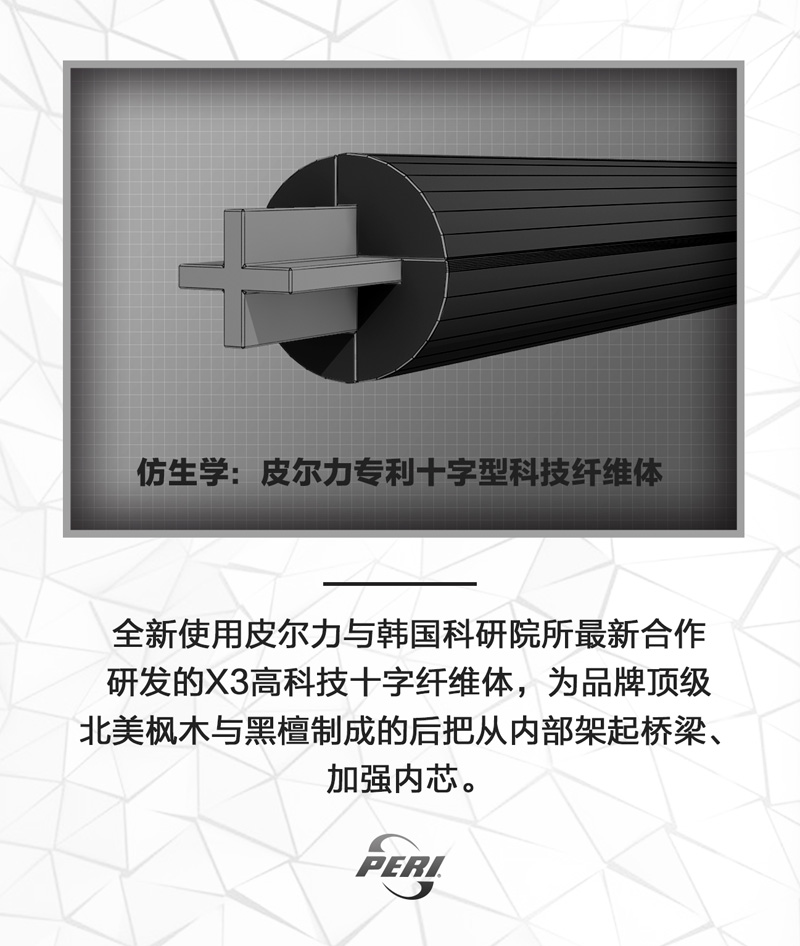 仿生学：皮尔力专利十字型科技纤维体
全新使用皮尔力与韩国科研院所最新合作
研发的X3高科技十字纤维体，为品牌顶级
北美枫木与黑檀制成的后把从内部架起桥梁、
加强内芯。
PERI